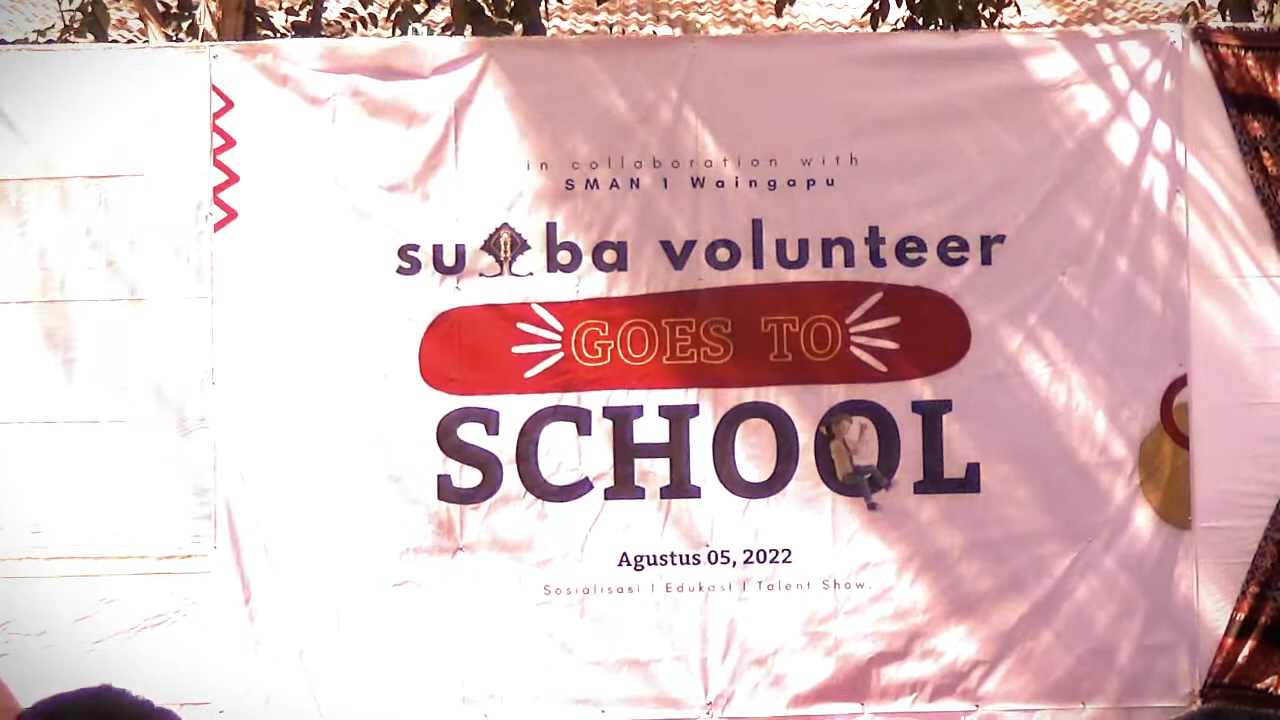 in collaboration with
SMAN 1 Waingapu
sumba volunteer
GOES TO
SCHOOL
Agustus 05, 2022
Sosialisasi | Edukasi | Talent Show.